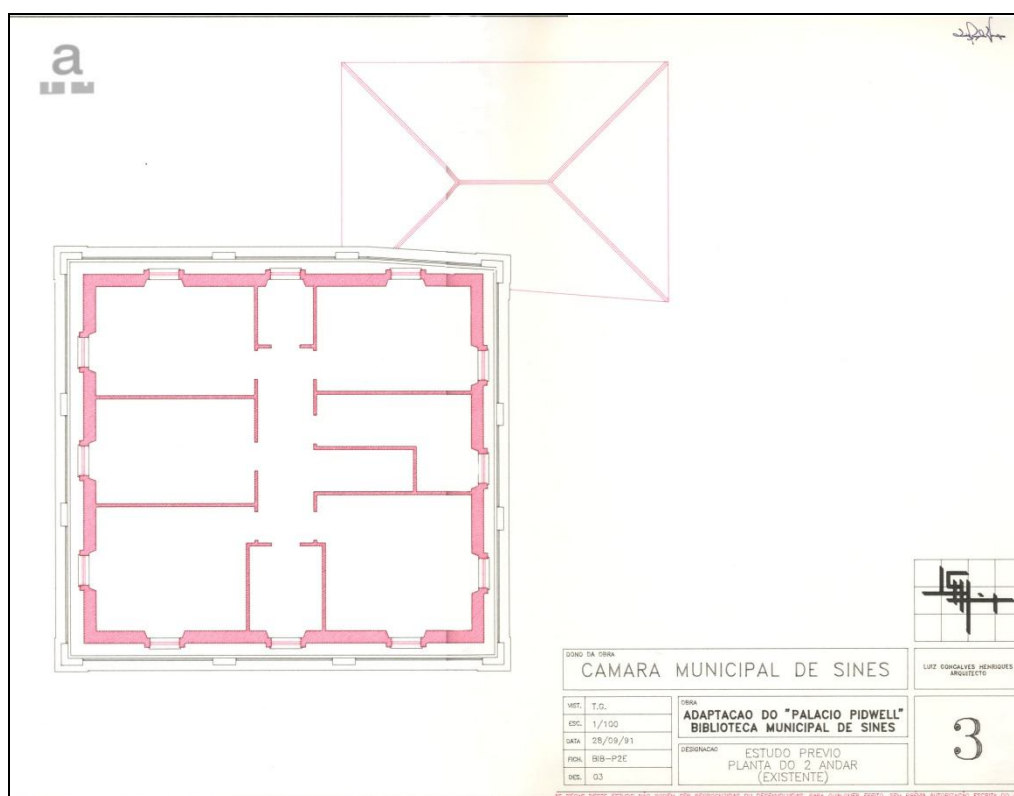 a
DONO DA OBRA
CAMARA MUNICIPAL DE SINES
LUIZ GONCALVES HENRIQUES
ARQUITECTO
VIST. T.G.
ESC. 1/100
DATA 28/09/91
FICH. BIB-P2E
DES. 03
OBRA
ADAPTACAO DO "PALACIO PIDWELL"
BIBLIOTECA MUNICIPAL DE SINES
DESIGNACAO
ESTUDO PREVIO
PLANTA DO 2 ANDAR
(EXISTENTE)
3